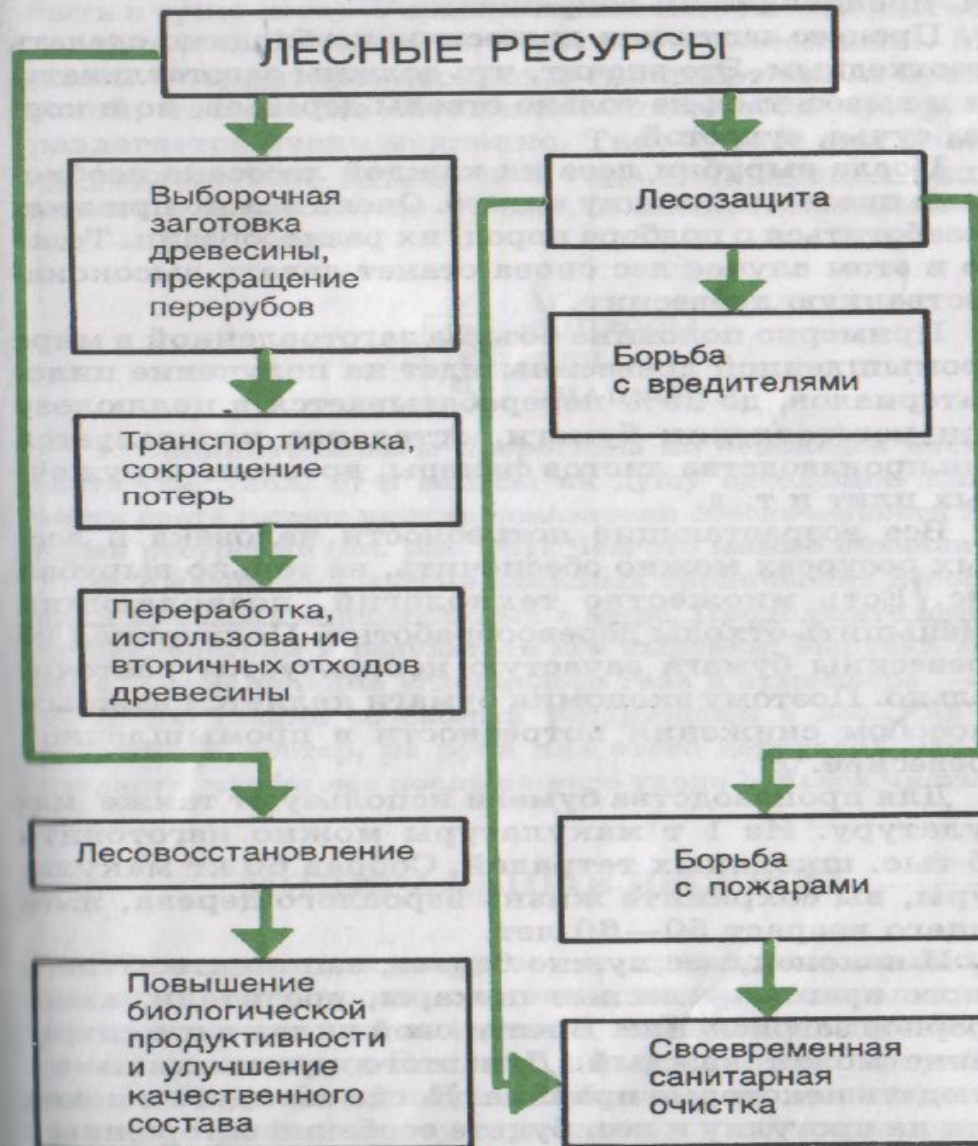 ЛЕСНЫЕ РЕСУРСЫ
Выборочная
заготовка
древесины,
прекращение
перерубов
Лесозащита
Борьба
с вредителями
Транспортировка,
сокращение
потерь
Переработка,
использование
вторичных отходов
древесины
Лесовосстановление
Борьба
с пожарами
Повышение
биологической
продуктивности
и улучшение
качественного
состава
Своевременная
санитарная
очистка